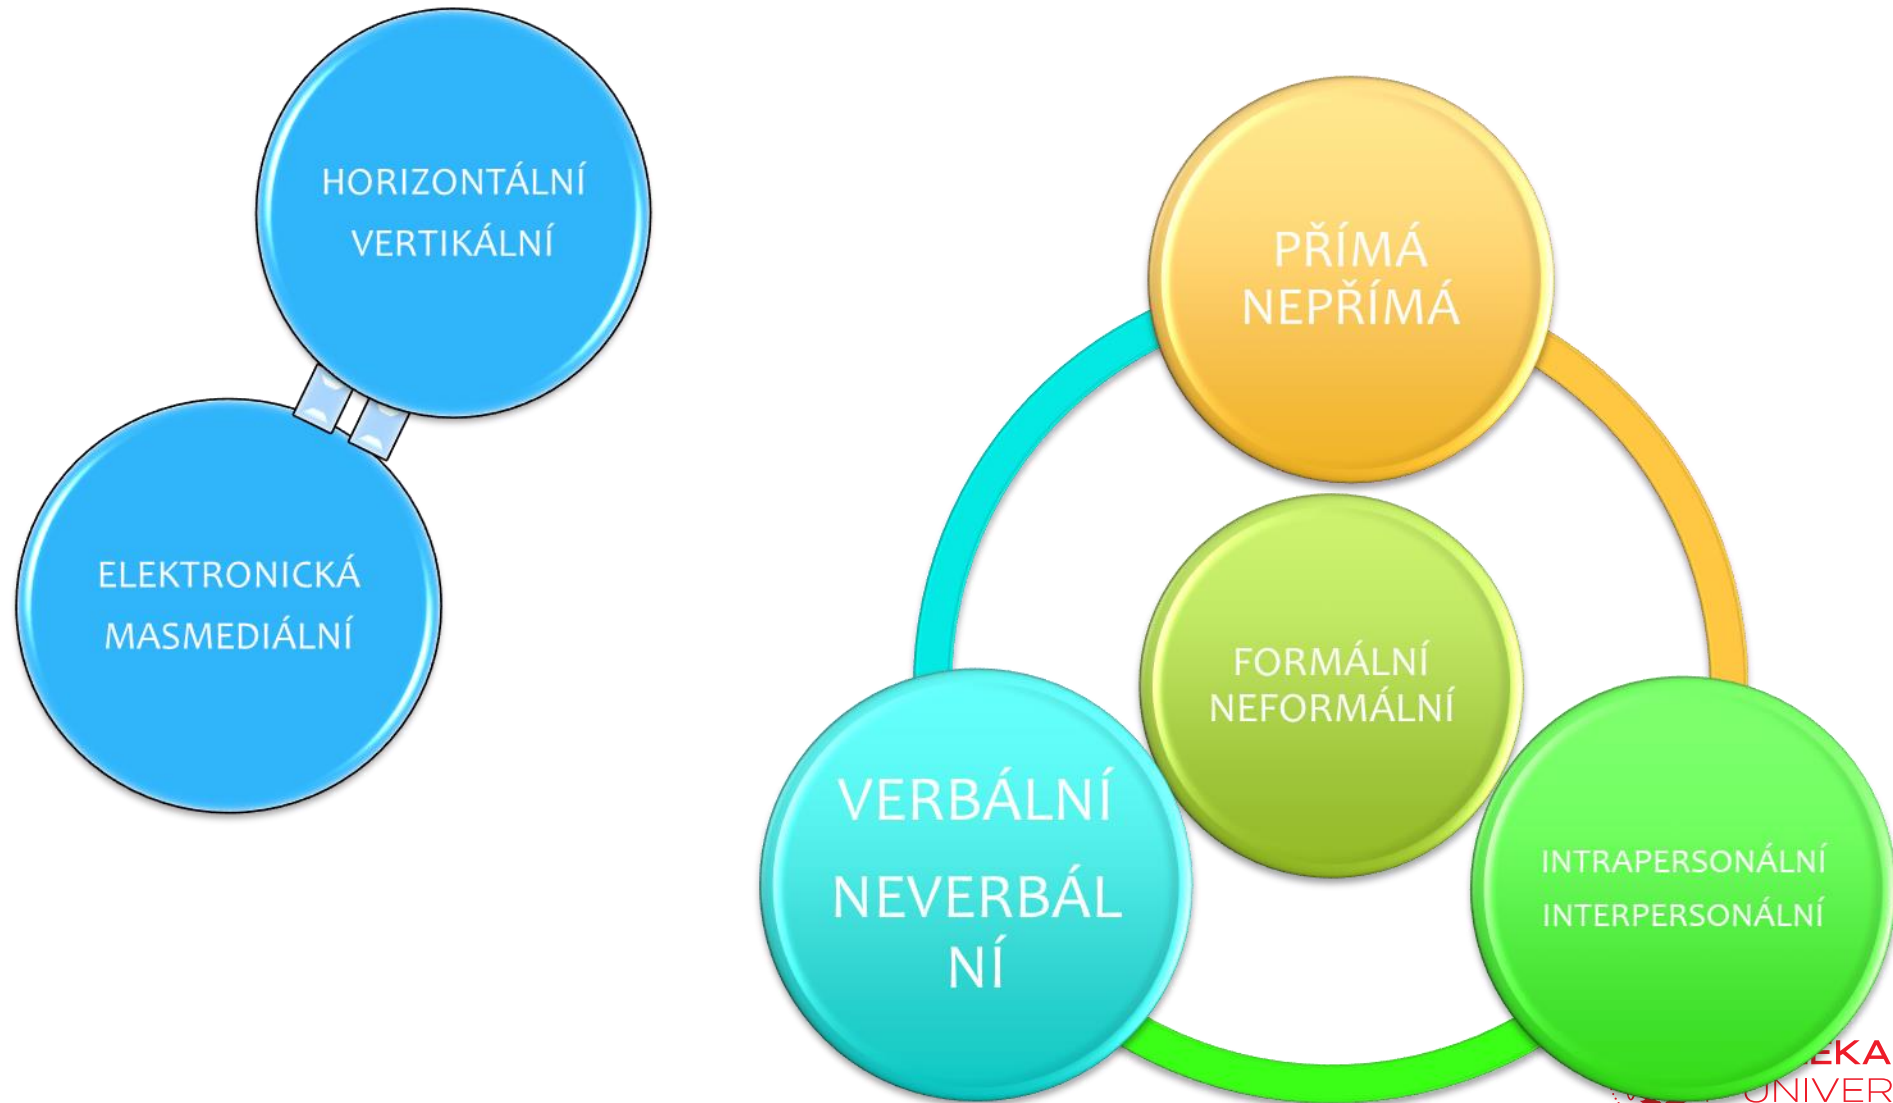 HORIZONTÁLNÍ
VERTIKÁLNÍ
ELEKTRONICKÁ
MASMEDIÁLNÍ
PŘÍMÁ
NEPŘÍMÁ
FORMÁLNÍ
NEFORMÁLNÍ
VERBÁLNÍ
NEVERBÁL
NÍ
INTRAPERSONÁLNÍ
INTERPERSONÁLNÍ